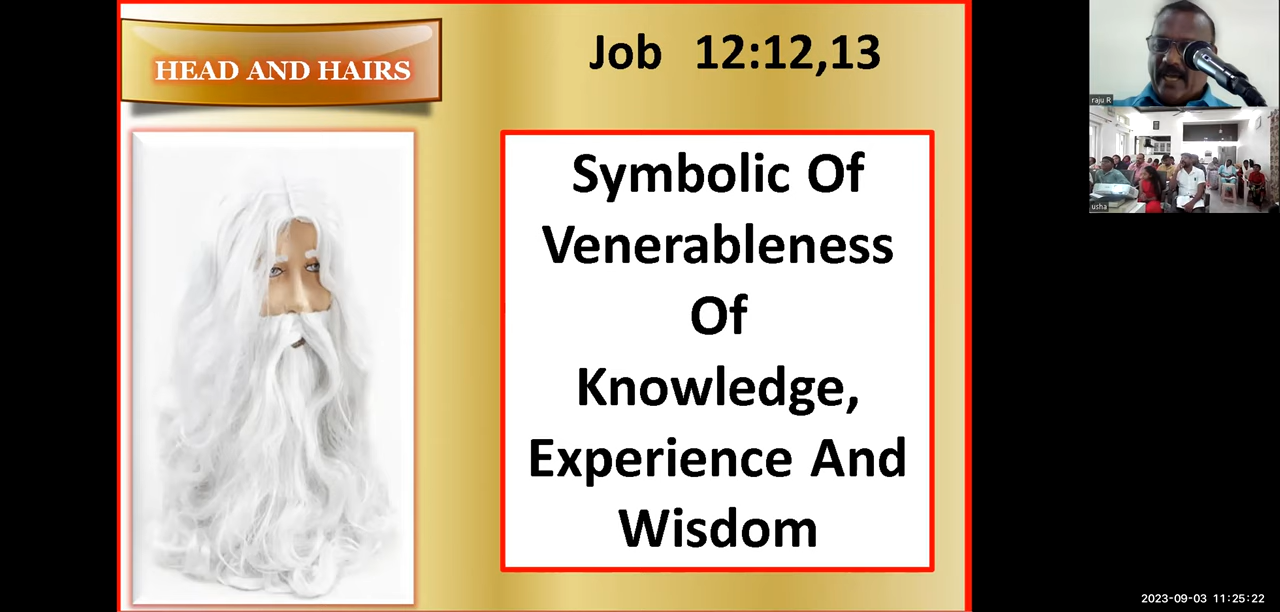 HEAD AND HAIRS
Job 12:12,13
Symbolic Of
Venerableness
Of
Knowledge,
Experience And
Wisdom
raju R
usha
2023-09-03 11:25:22